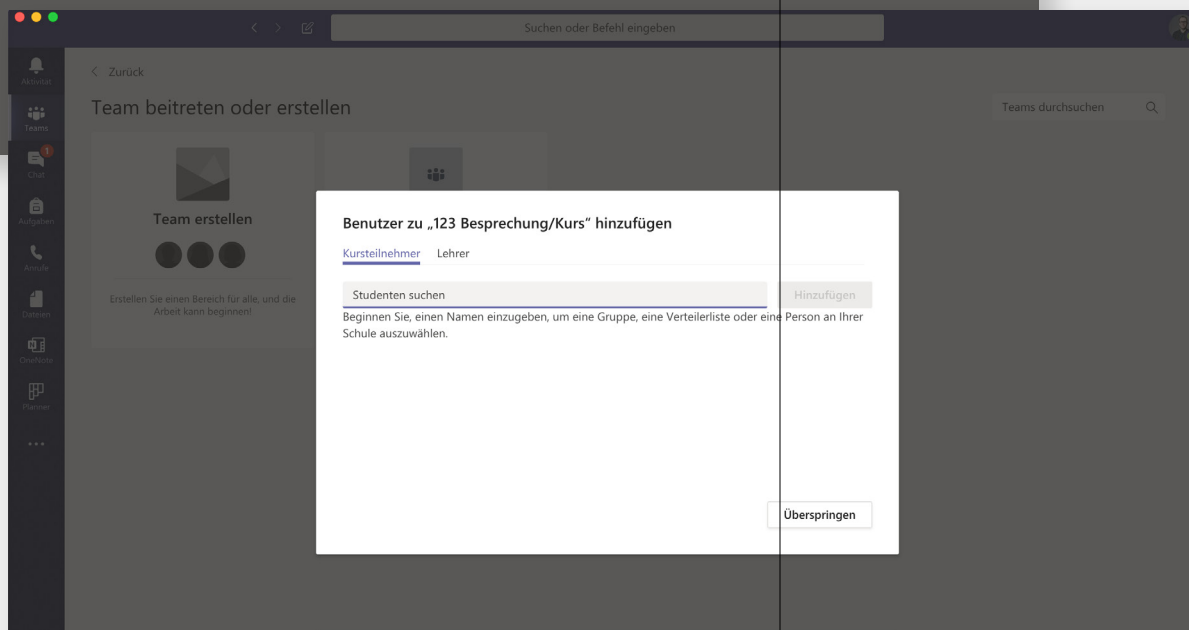 Suchen oder Befehl eingeben
Aktivität
Teams
1
Chat
Aufgaben
Anrufe
Dateien
OneNote
Planner
Zurück
Team beitreten oder erstellen
Teams durchsuchen
Team erstellen
Erstellen Sie einen Bereich für alle, und die
Arbeit kann beginnen!
Benutzer zu „123 Besprechung/Kurs“ hinzufügen
Kursteilnehmer Lehrer
Studenten suchen
Hinzufügen
Beginnen Sie, einen Namen einzugeben, um eine Gruppe, eine Verteilerliste oder eine Person an Ihrer
Schule auszuwählen.
Überspringen